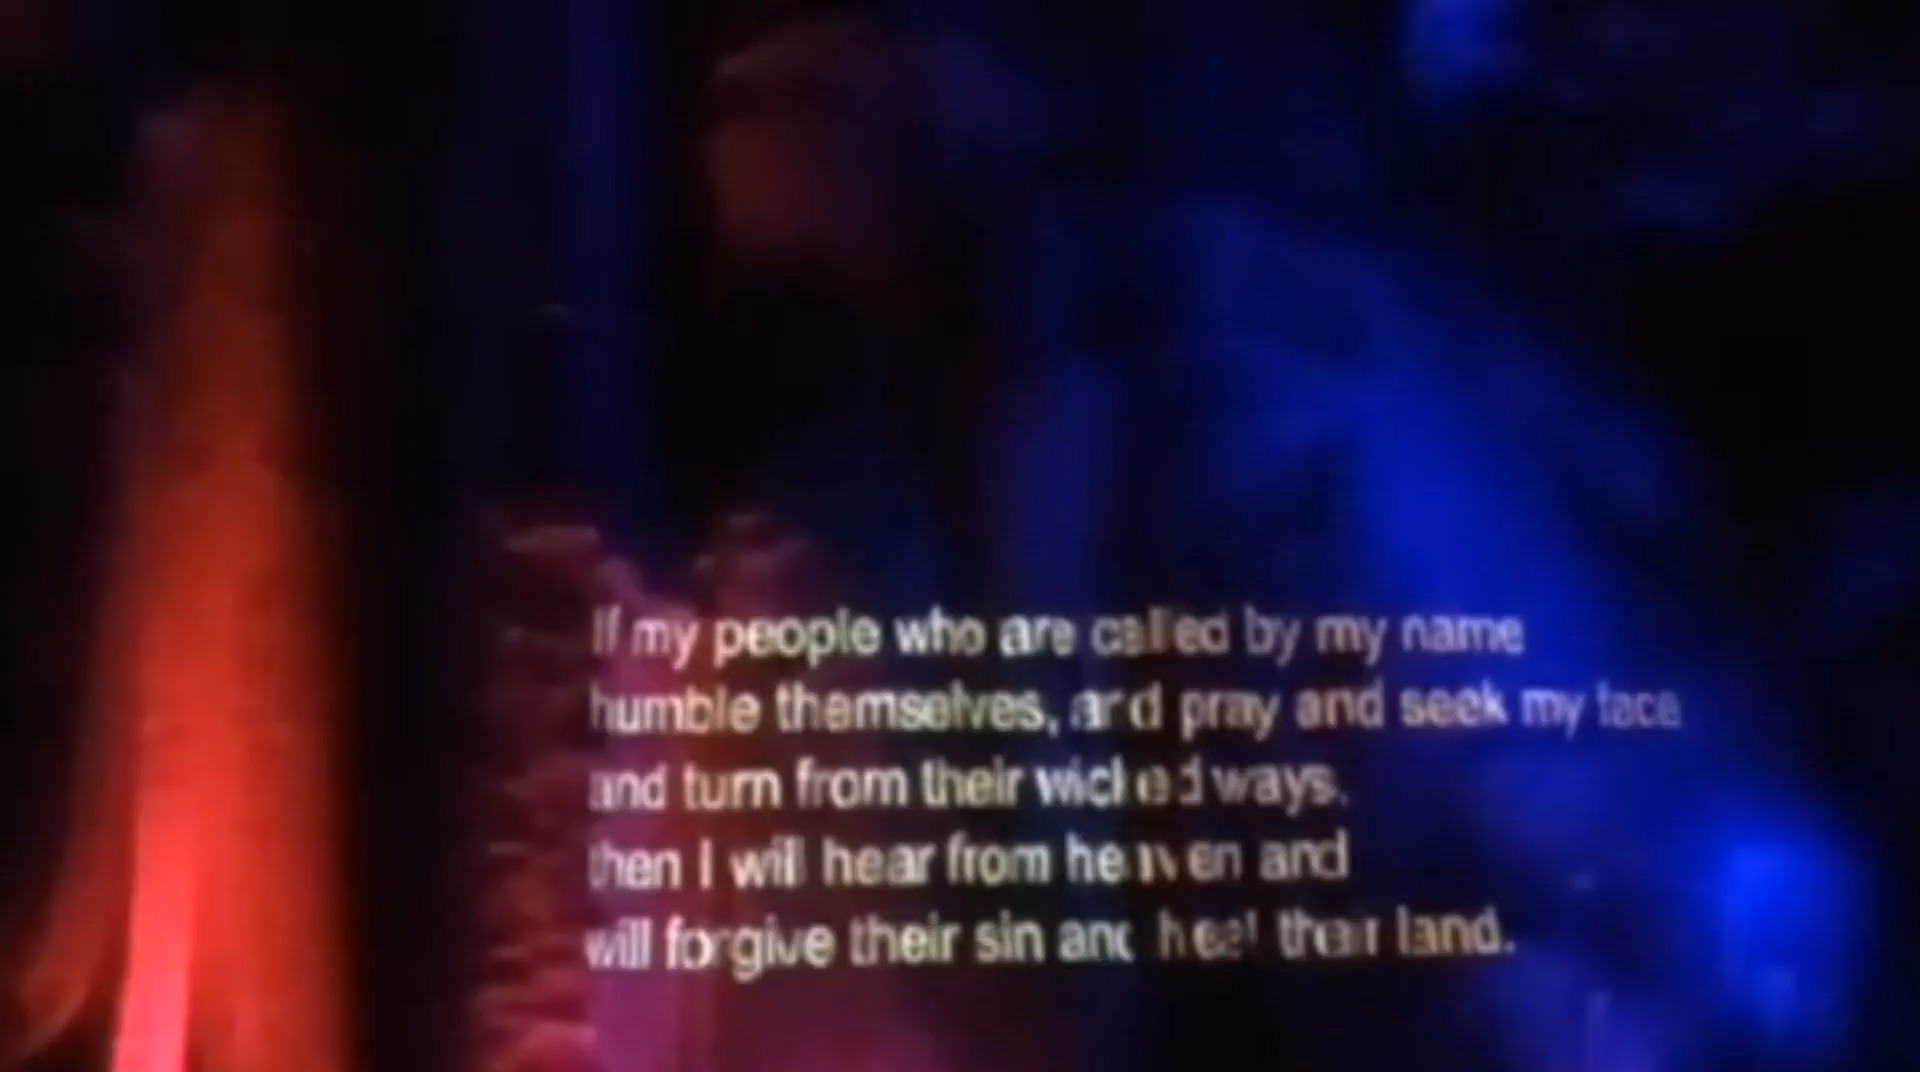 If my people who are called by my name
humble themselves, and pray and seek my face
and turn from their wicked ways,
then I will hear from heaven and
will forgive their sin and heal their land.